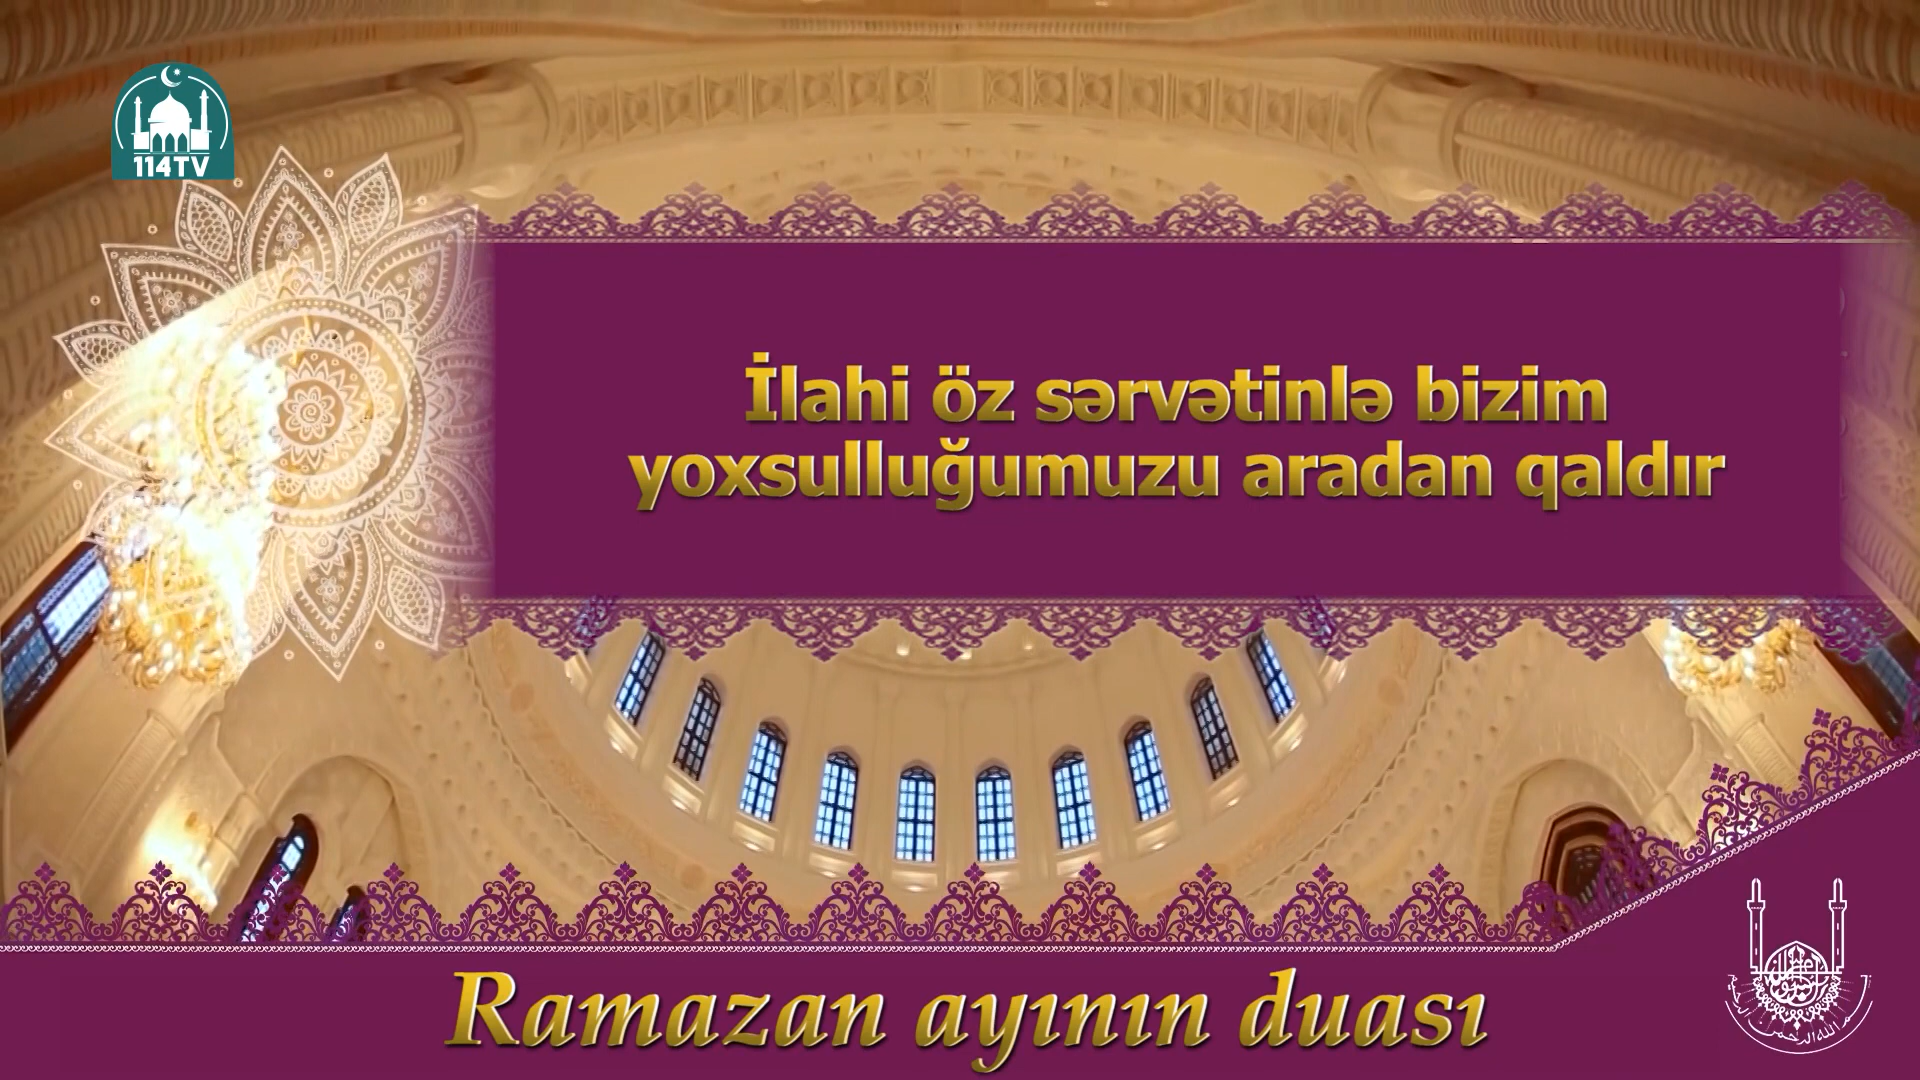 114TV
İlahi öz sərvətinlə bizim
yoxsulluğumuzu aradan qaldır
Ramazan ayının duası